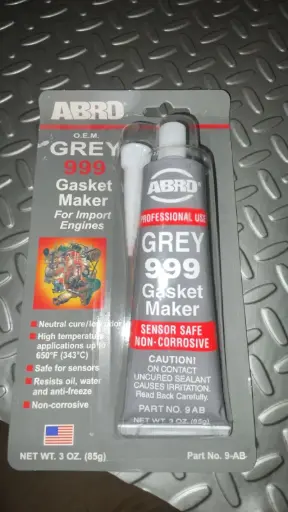 ABRO
O.E.M.
GREY
999
Gasket
Maker
For Import
Engines
Neutral cure/low odor
High temperature
applications up to
650°F (343°C)
Safe for sensors
Resists oil, water
and anti-freeze
Non-corrosive
NET WT. 3 OZ. (85g)
Part No. 9-AB
ABRO
PROFESSIONAL USE
GREY
999
Gasket
Maker
SENSOR SAFE
NON-CORROSIVE
CAUTION!
ON CONTACT
UNCURED SEALANT
CAUSES IRRITATION.
Read Back Carefully.
PART NO. 9 AB
NET WT. 3 OZ. (85g)